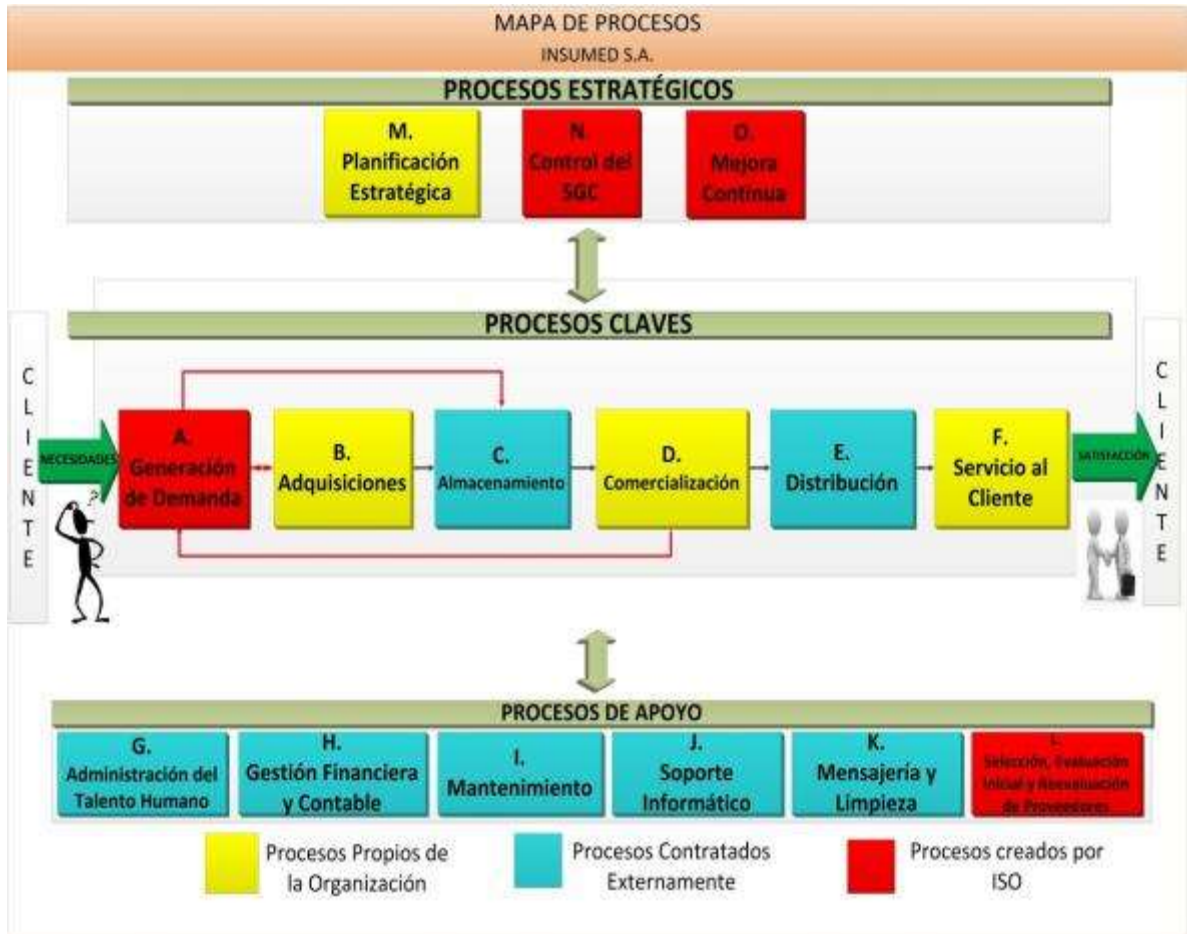 MAPA DE PROCESOS
INSUMED S.A.
PROCESOS ESTRATÉGICOS
M.
Planificación
Estratégica
N.
Control del
SGC
O.
Mejora
Continua
PROCESOS CLAVES
CLIENTE
NECESIDADES
A.
Generación
de Demanda
B.
Adquisiciones
C.
Almacenamiento
D.
Comercialización
E.
Distribución
F.
Servicio al
Cliente
SATISFACCIÓN
CLIENTE
?
PROCESOS DE APOYO
G.
Administración del
Talento Humano
H.
Gestión Financiera
y Contable
I.
Mantenimiento
J.
Soporte
Informático
K.
Mensajería y
Limpieza
L.
Selección, Evaluación
Inicial y Reevaluación
de Proveedores
Procesos Propios de
la Organización
Procesos Contratados
Externamente
Procesos creados por
ISO